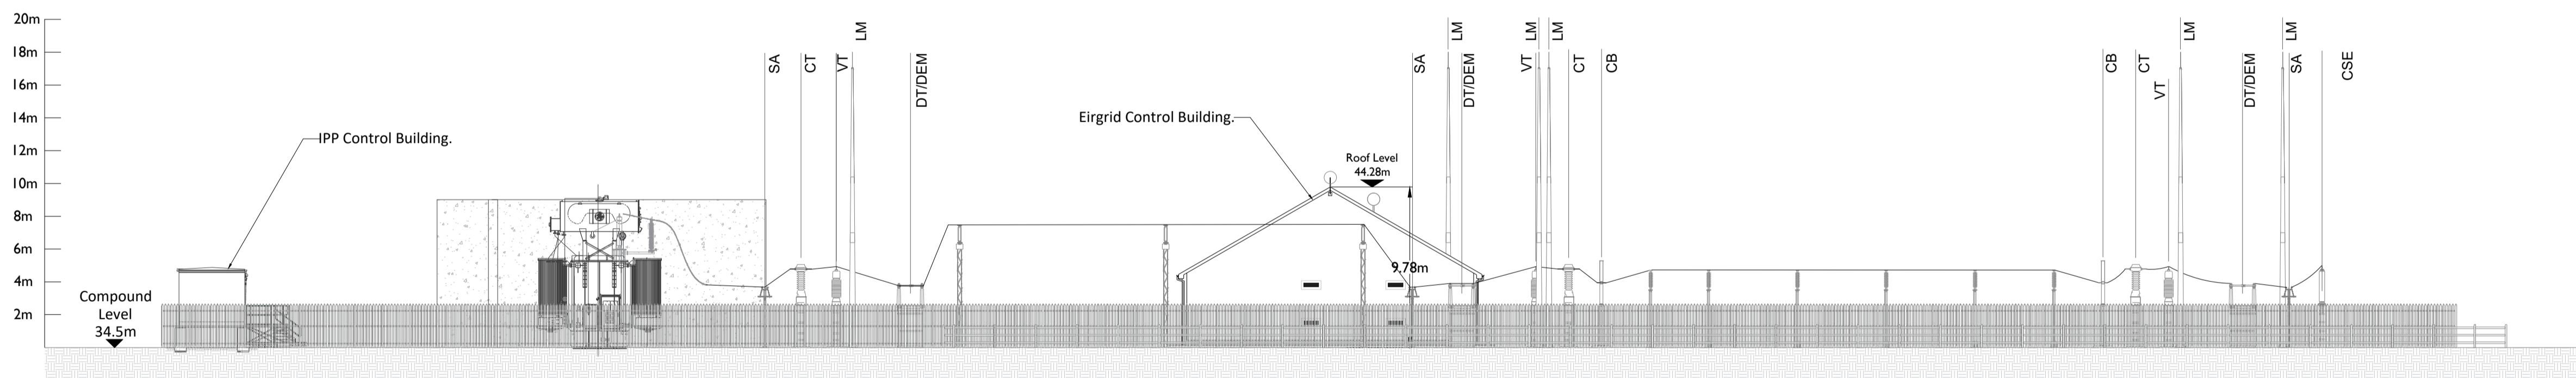 20m
18m
16m
14m
12m
10m
8m
6m
4m
2m
Compound
Level
34.5m
IPP Control Building.
SA
CT
VT
LM
DT/DEM
Eirgrid Control Building.
Roof Level
44.28m
9.78m
SA
LM
DT/DEM
VT
LM
LM
CT
CB
CB
CT
VT
LM
DT/DEM
LM
SA
CSE